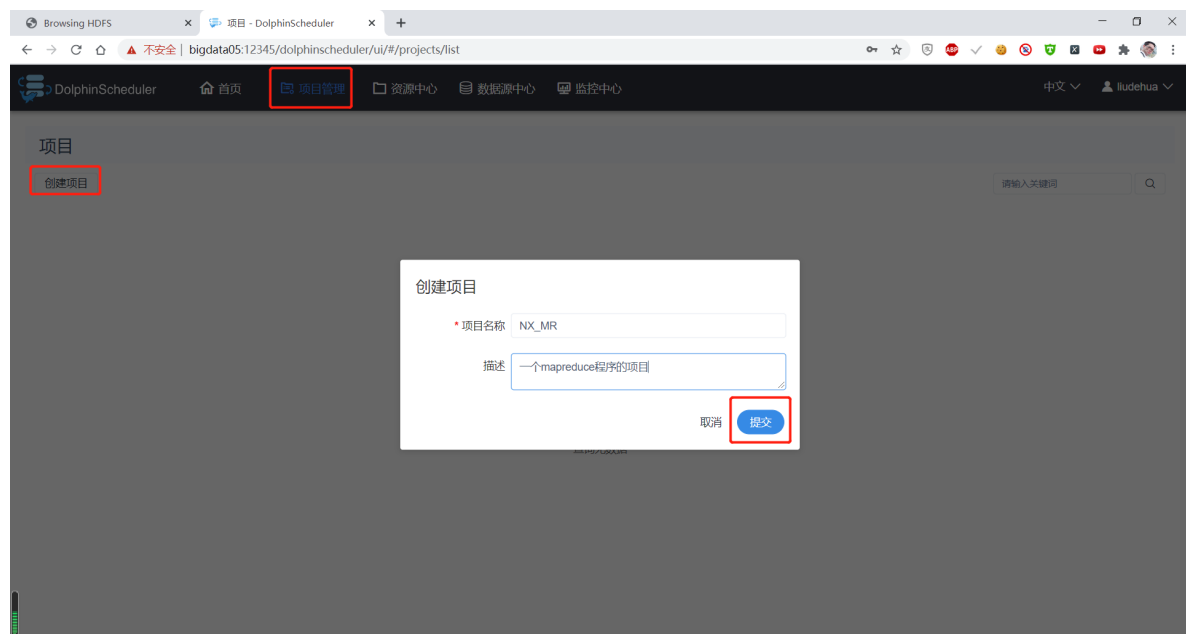 Browsing HDFS
项目 - DolphinScheduler
不安全 | bigdata05:12345/dolphinscheduler/ui/#/projects/list
DolphinScheduler 首页 项目管理 资源中心 数据源中心 监控中心 中文 liudehua
项目
创建项目 请输入关键词
创建项目
* 项目名称 NX_MR
描述 一个mapreduce程序的项目
取消 提交